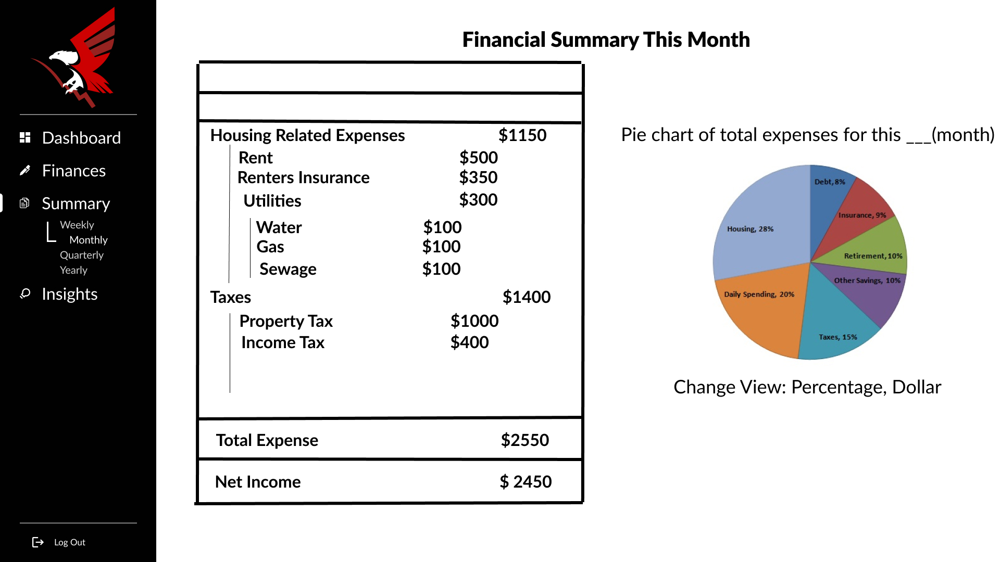 Dashboard
Finances
Summary
Weekly
Monthly
Quarterly
Yearly
Insights
Log Out
Financial Summary This Month
Housing Related Expenses $1150
Rent $500
Renters Insurance $350
Utilities $300
Water $100
Gas $100
Sewage $100
Taxes $1400
Property Tax $1000
Income Tax $400
Total Expense $2550
Net Income $ 2450
Pie chart of total expenses for this ___(month)
Debt, 8%
Insurance, 9%
Housing, 28%
Retirement, 10%
Other Savings, 10%
Daily Spending, 20%
Taxes, 15%
Change View: Percentage, Dollar